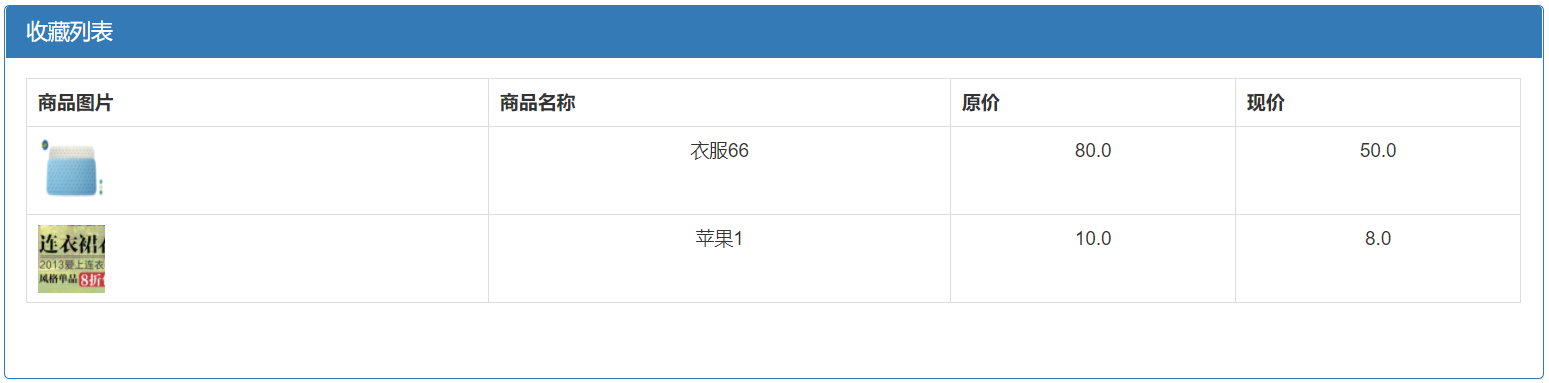 收藏列表
商品图片 商品名称 原价 现价
衣服66 80.0 50.0
苹果1 10.0 8.0
连衣裙
2013爱上连衣
风格单品 8折